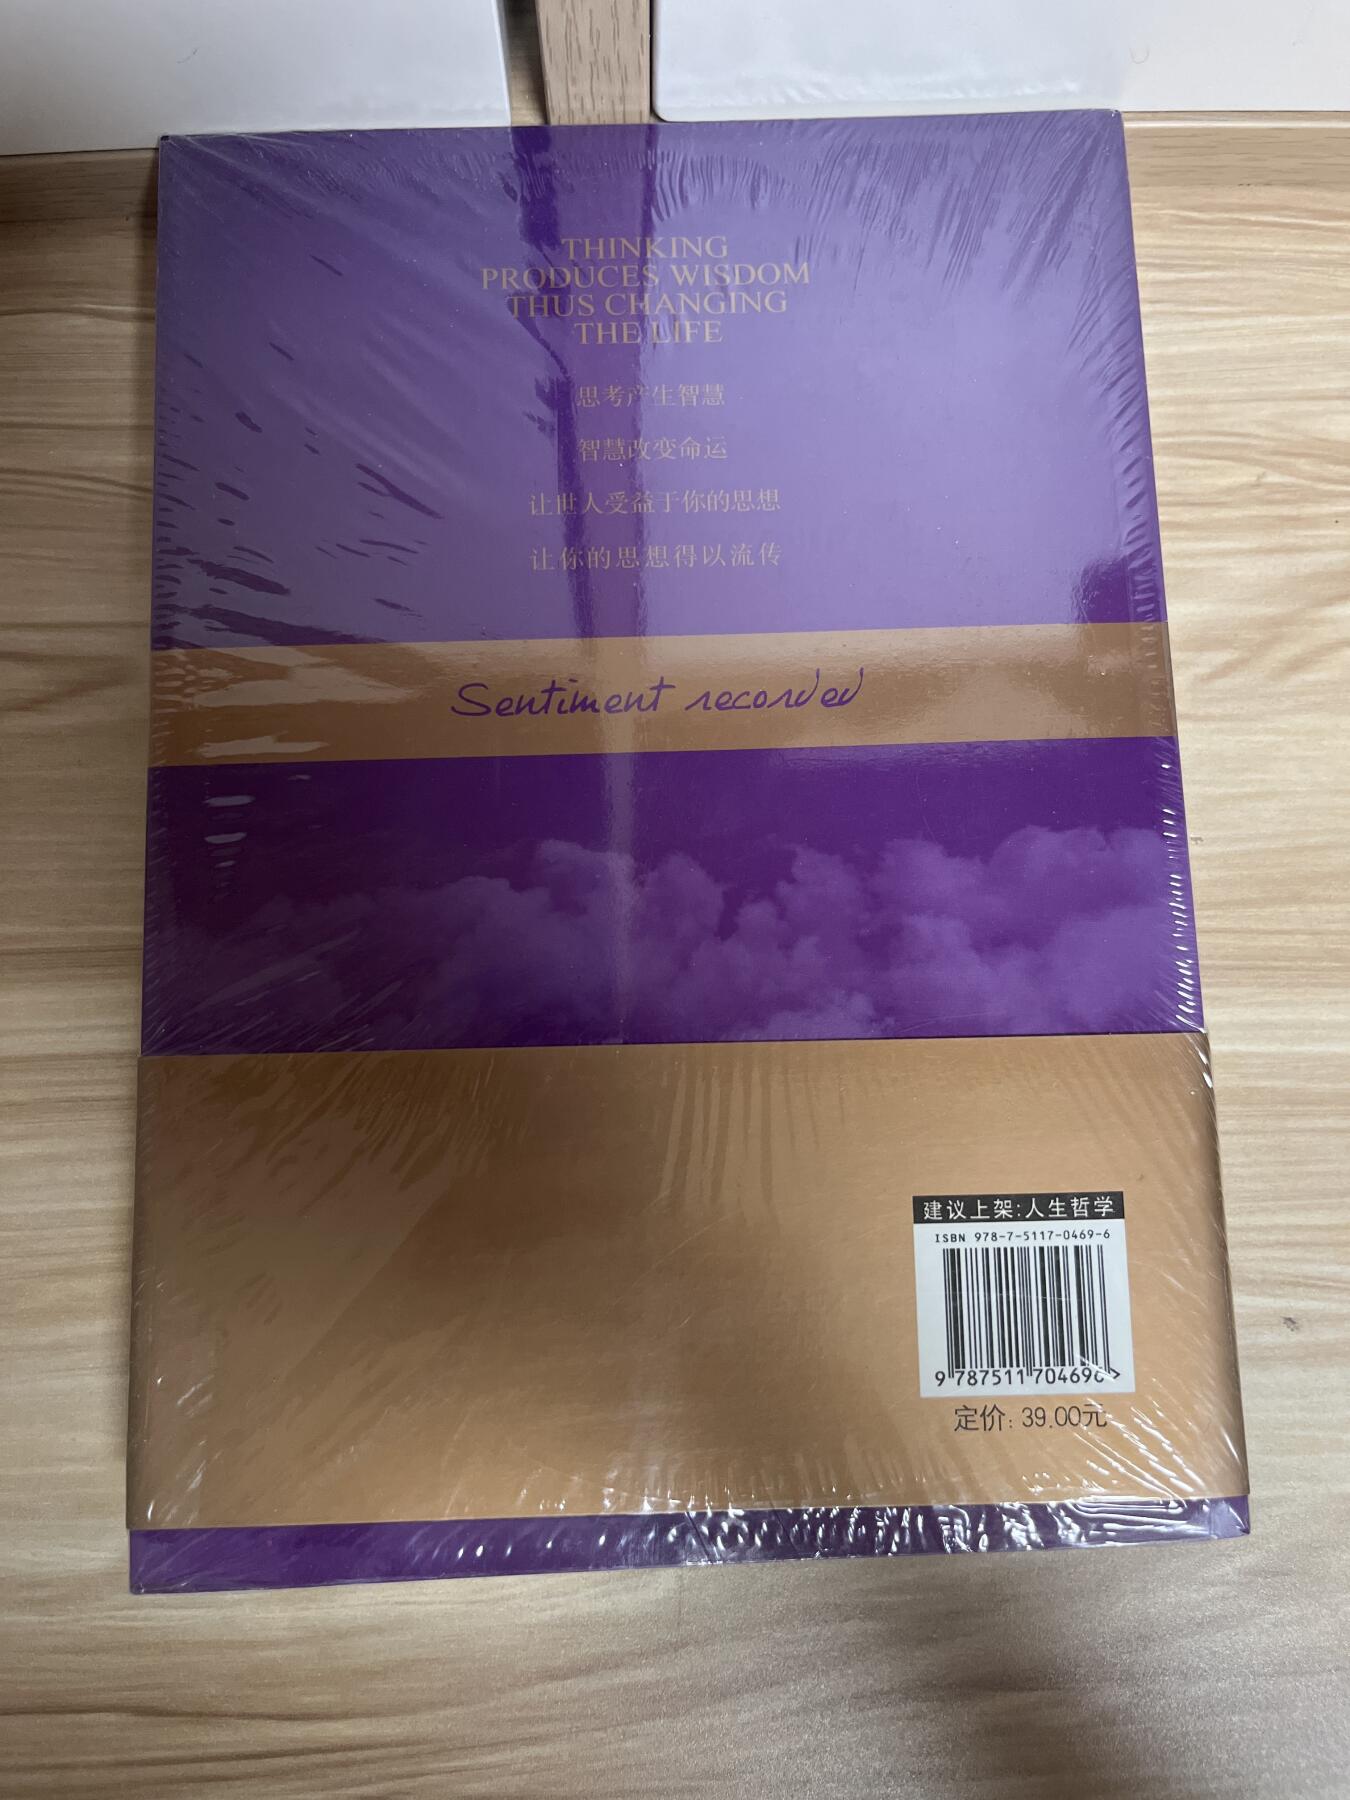 THINKING
PRODUCES WISDOM
THUS CHANGING
THE LIFE
思考产生智慧
智慧改变命运
让世人受益于你的思想
让你的思想得以流传
Sentiment recorded
建议上架:人生哲学
ISBN 978-7-5117-0469-6
9 787511 704696 >
定价: 39.00元